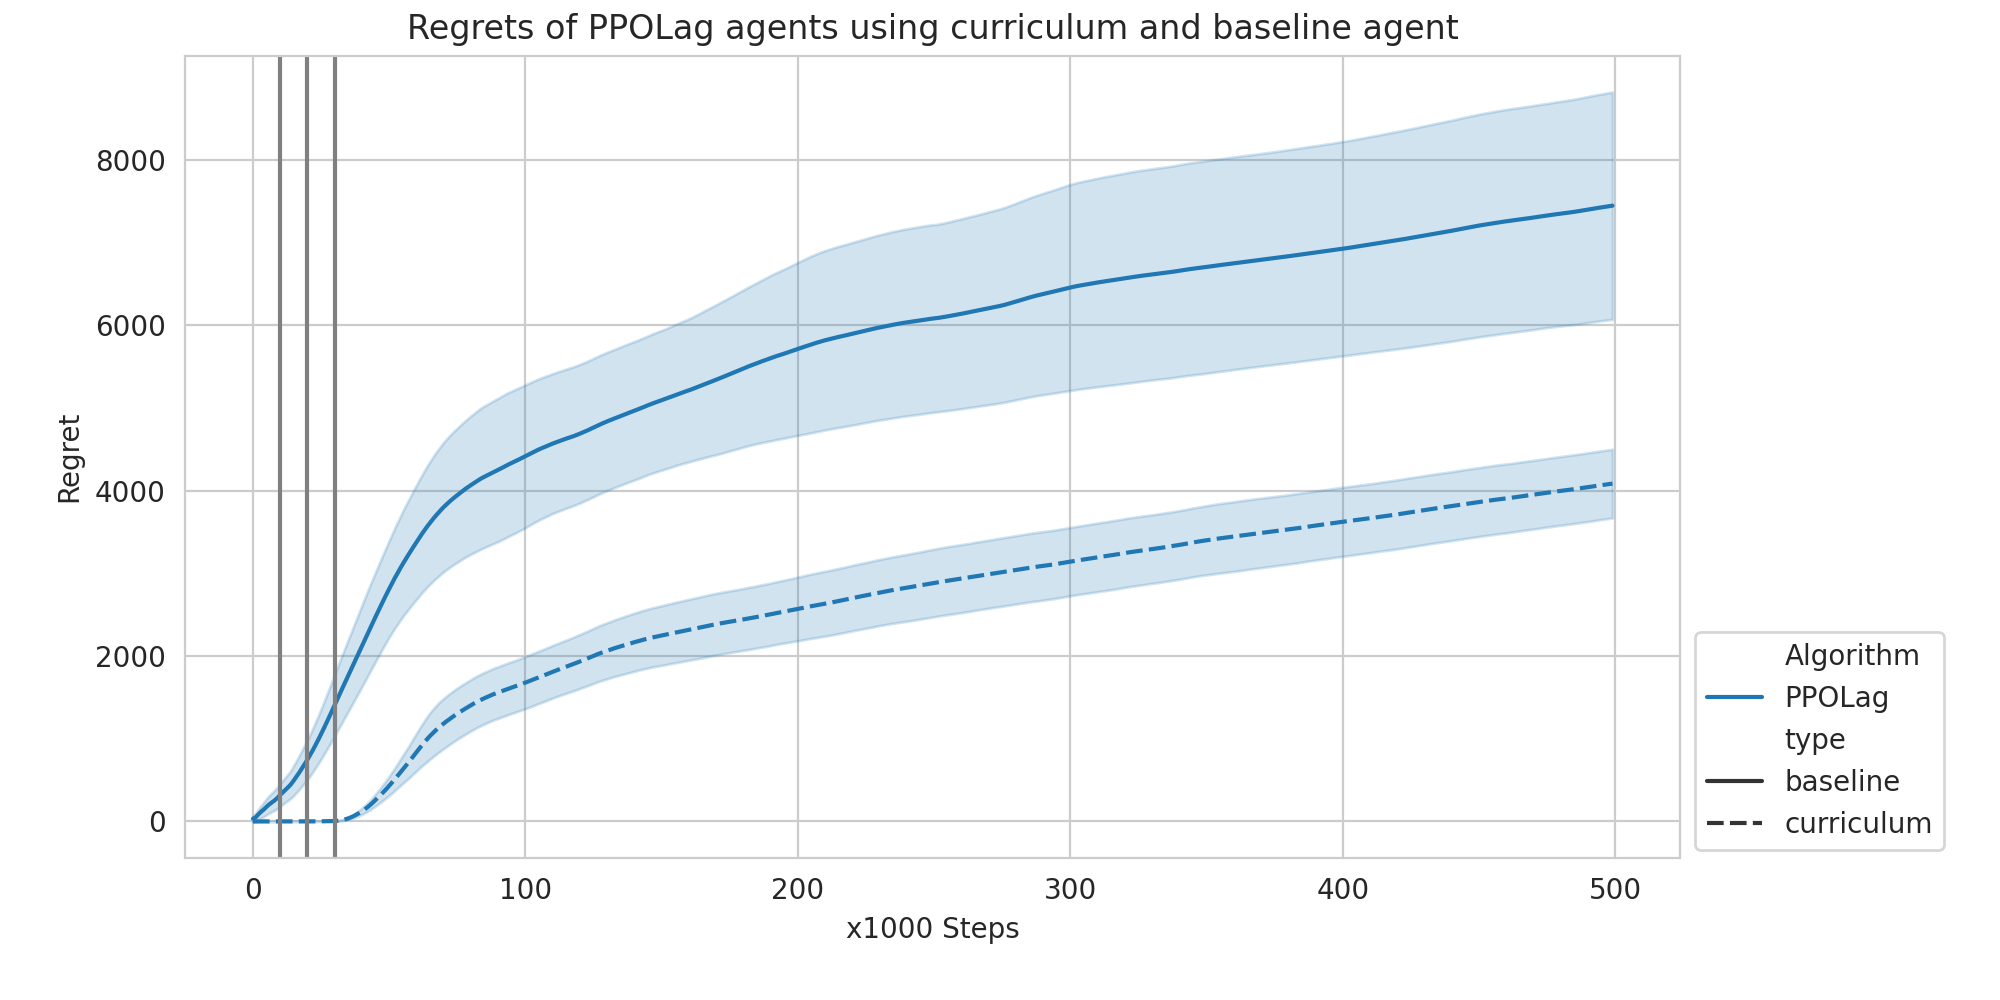 Regrets of PPOLag agents using curriculum and baseline agent
Regret
8000
6000
4000
2000
0
0 100 200 300 400 500
x1000 Steps
Algorithm
PPOLag
type
baseline
curriculum